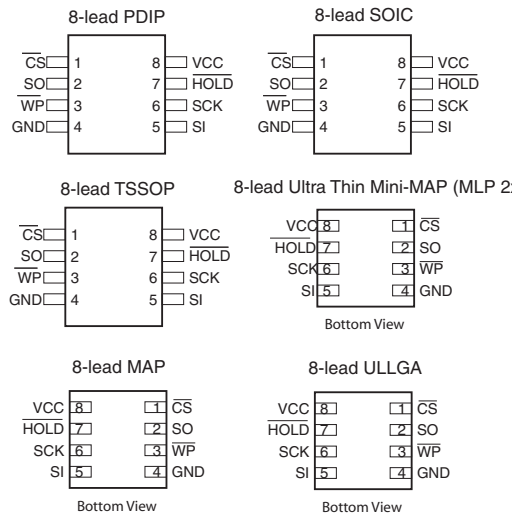 8-lead PDIP
CS 1 8 VCC
SO 2 7 HOLD
WP 3 6 SCK
GND 4 5 SI
8-lead SOIC
CS 1 8 VCC
SO 2 7 HOLD
WP 3 6 SCK
GND 4 5 SI
8-lead TSSOP
CS 1 8 VCC
SO 2 7 HOLD
WP 3 6 SCK
GND 4 5 SI
8-lead Ultra Thin Mini-MAP (MLP 2
VCC 8 1 CS
HOLD 7 2 SO
SCK 6 3 WP
SI 5 4 GND
Bottom View
8-lead MAP
VCC 8 1 CS
HOLD 7 2 SO
SCK 6 3 WP
SI 5 4 GND
Bottom View
8-lead ULLGA
VCC 8 1 CS
HOLD 7 2 SO
SCK 6 3 WP
SI 5 4 GND
Bottom View